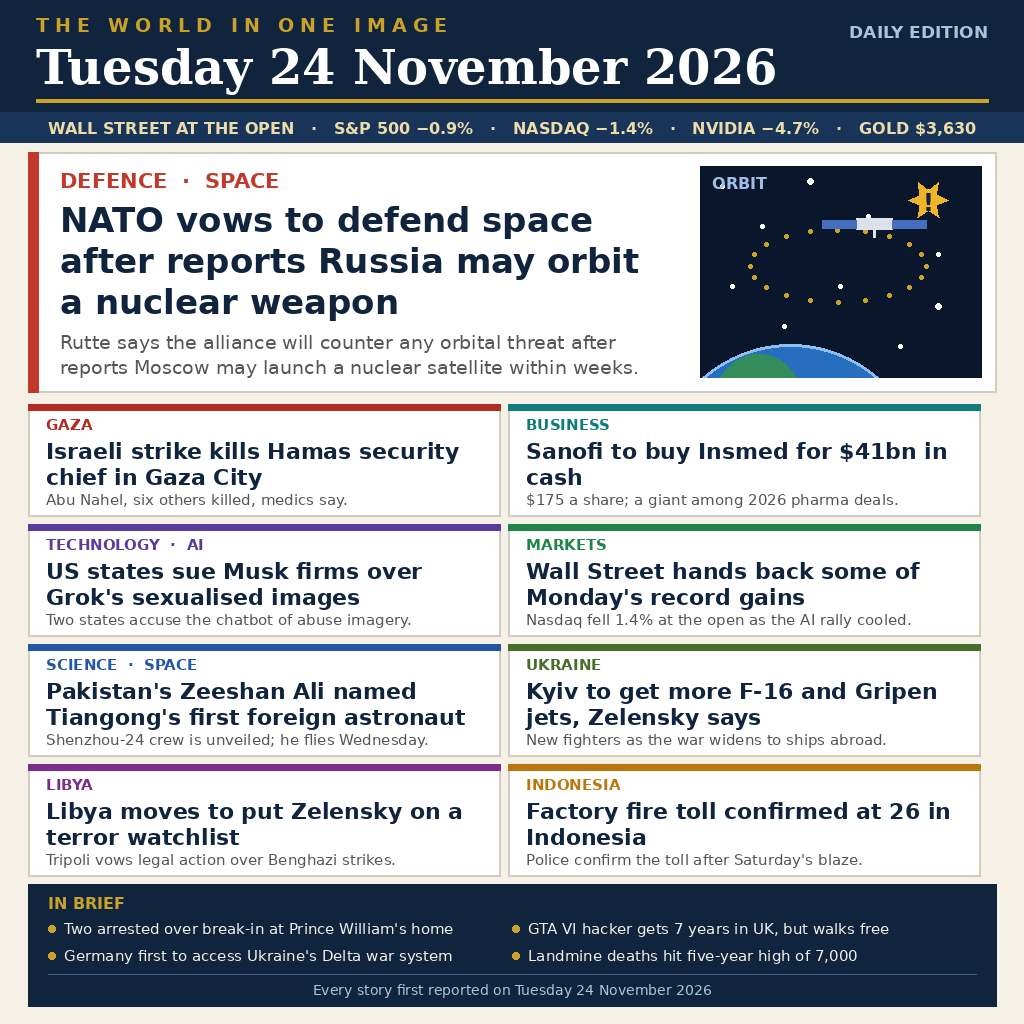 THE WORLD IN ONE IMAGE
DAILY EDITION
Tuesday 24 November 2026
WALL STREET AT THE OPEN · S&P 500 −0.9% · NASDAQ −1.4% · NVIDIA −4.7% · GOLD $3,630
DEFENCE · SPACE
NATO vows to defend space
after reports Russia may orbit
a nuclear weapon
Rutte says the alliance will counter any orbital threat after
reports Moscow may launch a nuclear satellite within weeks.
ORBIT
!
GAZA
Israeli strike kills Hamas security
chief in Gaza City
Abu Nahel, six others killed, medics say.
BUSINESS
Sanofi to buy Insmed for $41bn in
cash
$175 a share; a giant among 2026 pharma deals.
TECHNOLOGY · AI
US states sue Musk firms over
Grok's sexualised images
Two states accuse the chatbot of abuse imagery.
MARKETS
Wall Street hands back some of
Monday's record gains
Nasdaq fell 1.4% at the open as the AI rally cooled.
SCIENCE · SPACE
Pakistan's Zeeshan Ali named
Tiangong's first foreign astronaut
Shenzhou-24 crew is unveiled; he flies Wednesday.
UKRAINE
Kyiv to get more F-16 and Gripen
jets, Zelensky says
New fighters as the war widens to ships abroad.
LIBYA
Libya moves to put Zelensky on a
terror watchlist
Tripoli vows legal action over Benghazi strikes.
INDONESIA
Factory fire toll confirmed at 26 in
Indonesia
Police confirm the toll after Saturday's blaze.
IN BRIEF
Two arrested over break-in at Prince William's home
GTA VI hacker gets 7 years in UK, but walks free
Germany first to access Ukraine's Delta war system
Landmine deaths hit five-year high of 7,000
Every story first reported on Tuesday 24 November 2026